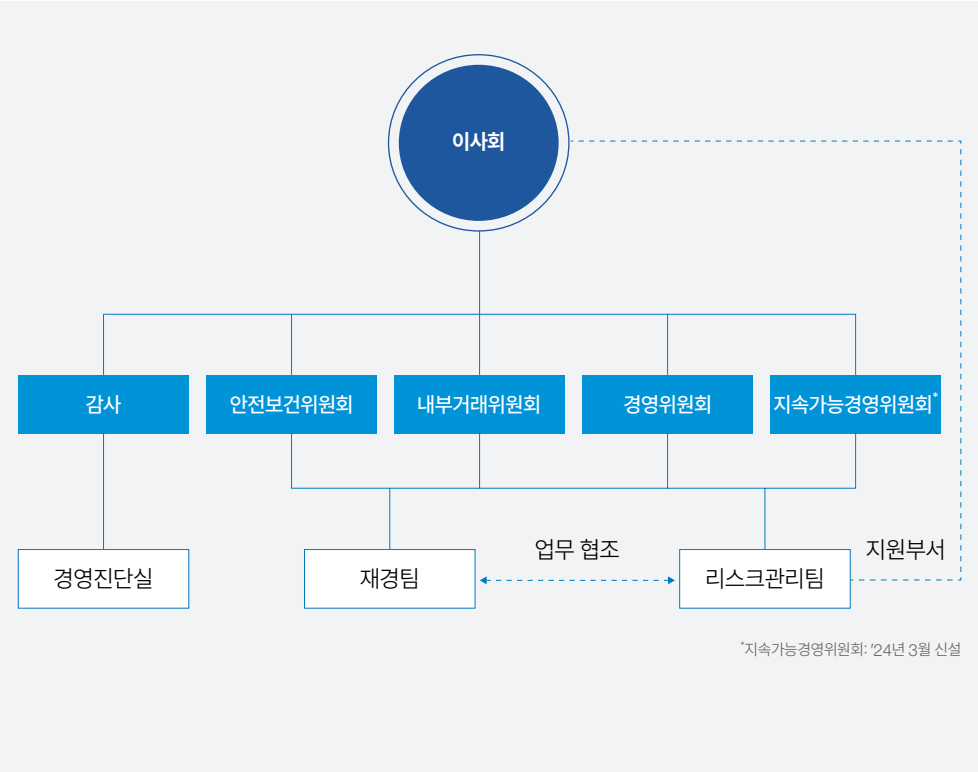 이사회
감사
안전보건위원회
내부거래위원회
경영위원회
지속가능경영위원회*
업무 협조
지원부서
경영진단실
재경팀
리스크관리팀
*지속가능경영위원회: ’24년 3월 신설